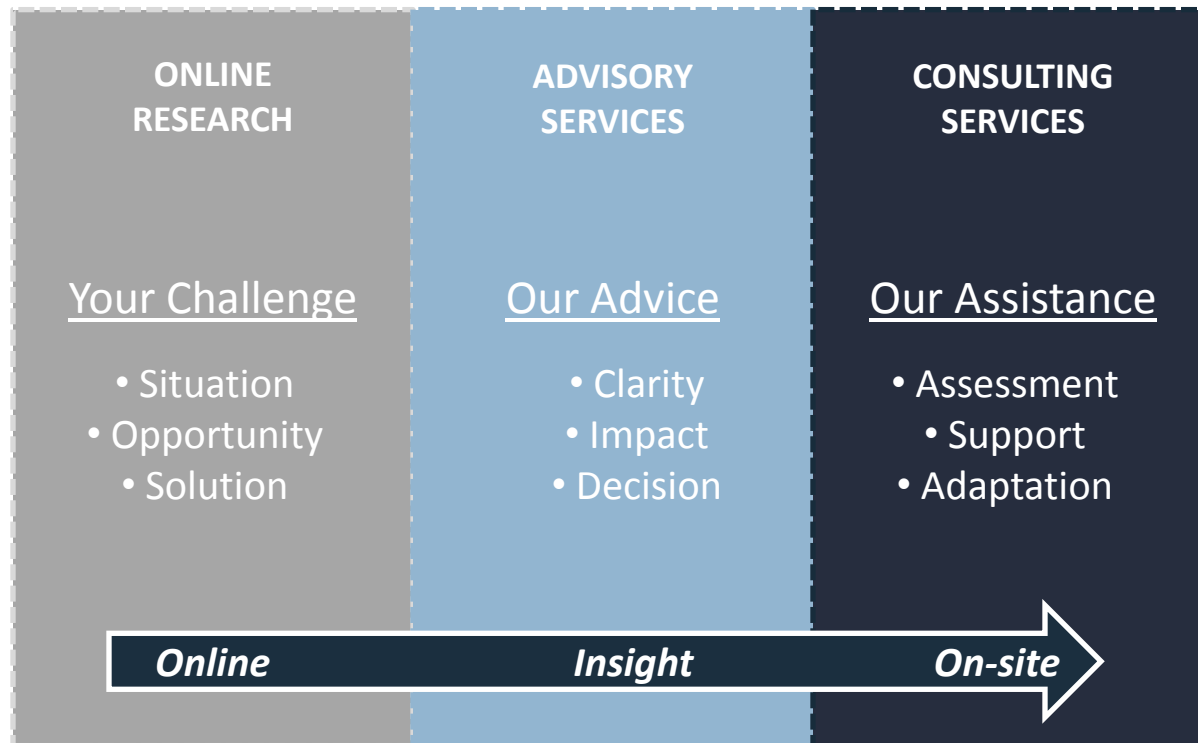 ONLINE
RESEARCH
Your Challenge
• Situation
• Opportunity
• Solution
ADVISORY
SERVICES
Our Advice
• Clarity
• Impact
• Decision
CONSULTING
SERVICES
Our Assistance
• Assessment
• Support
• Adaptation
Online
Insight
On-site